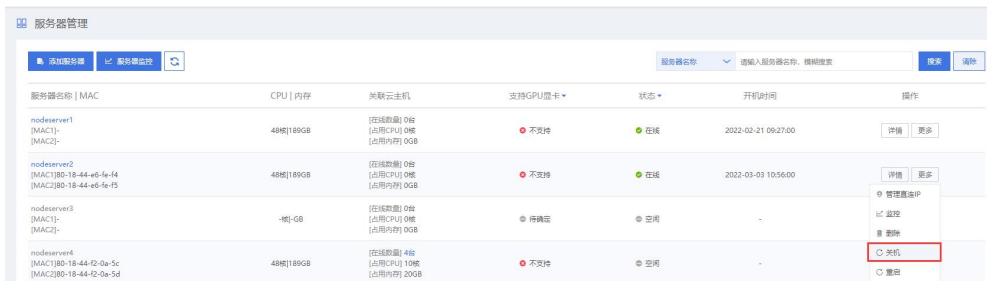 服务器管理
添加服务器 服务器监控 服务器名称 请输入服务器名称，模糊搜索 搜索 清除
服务器名称 | MAC CPU | 内存 关联云主机 支持GPU显卡 状态 开机时间 操作
nodeserver1
[MAC1]-
[MAC2]-
48核|189GB
[在线数量] 0台
[占用CPU] 0核
[占用内存] 0GB
不支持 在线 2022-02-21 09:27:00 详情 更多
nodeserver2
[MAC1]80-18-44-e6-fe-f4
[MAC2]80-18-44-e6-fe-f5
48核|189GB
[在线数量] 0台
[占用CPU] 0核
[占用内存] 0GB
不支持 在线 2022-03-03 10:56:00 详情 更多
管理直连IP
监控
删除
关机
重启
nodeserver3
[MAC1]-
[MAC2]-
-核|-GB
[在线数量] 0台
[占用CPU] 0核
[占用内存] 0GB
待确定 空闲 -
nodeserver4
[MAC1]80-18-44-f2-0a-5c
[MAC2]80-18-44-f2-0a-5d
48核|189GB
[在线数量] 4台
[占用CPU] 10核
[占用内存] 20GB
不支持 空闲 -